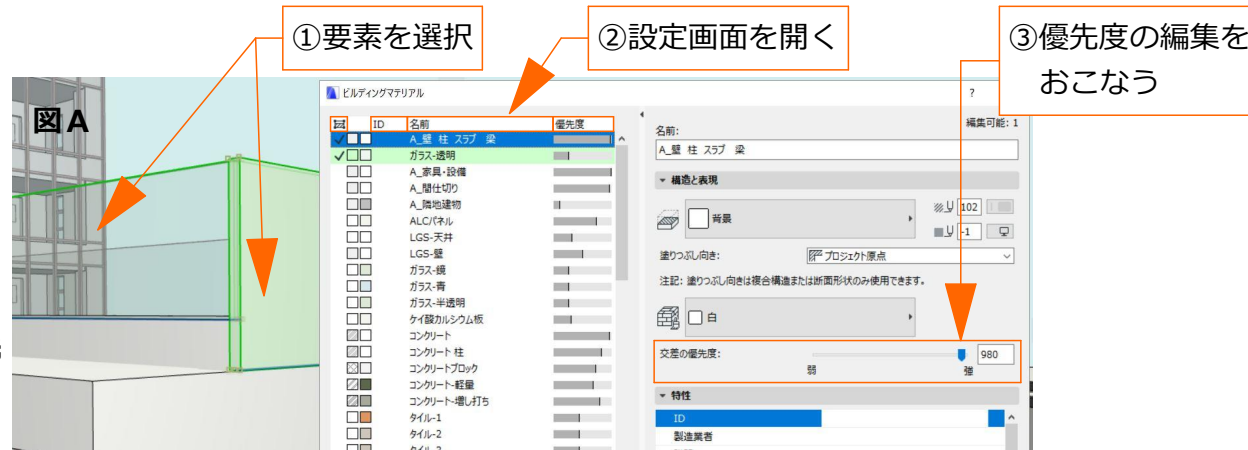 ①要素を選択
②設定画面を開く
③優先度の編集を
おこなう
図A
ビルディングマテリアル
?
ID 名前 優先度
A_壁 柱 スラブ 梁
ガラス-透明
A_家具・設備
A_間仕切り
A_隣地建物
ALCパネル
LGS-天井
LGS-壁
ガラス-鏡
ガラス-青
ガラス-半透明
ケイ酸カルシウム板
コンクリート
コンクリート 柱
コンクリートブロック
コンクリート-軽量
コンクリート-増し打ち
タイル-1
タイル-2
編集可能: 1
名前:
A_壁 柱 スラブ 梁
構造と表現
背景
102
-1
塗りつぶし向き:
プロジェクト原点
注記: 塗りつぶし向きは複合構造または断面形状のみ使用できます。
白
交差の優先度:
980
弱 強
特性
ID
製造業者